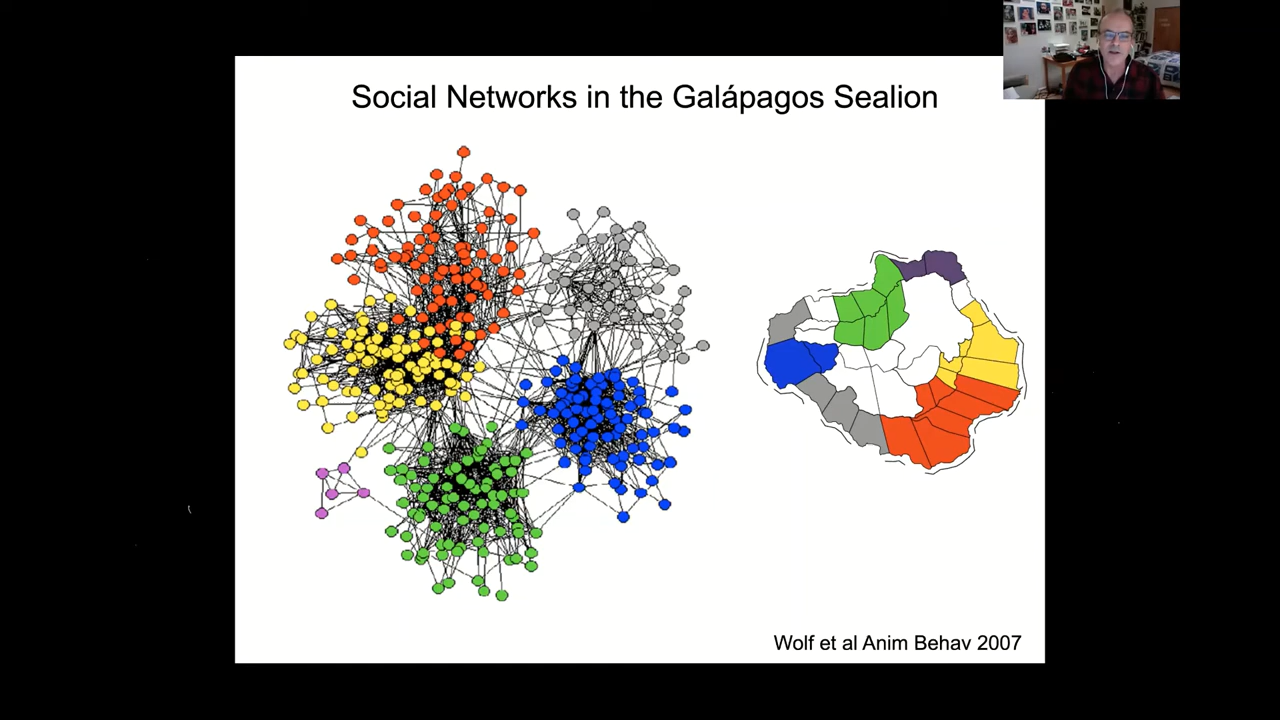 Social Networks in the Galápagos Sealion
Wolf et al Anim Behav 2007